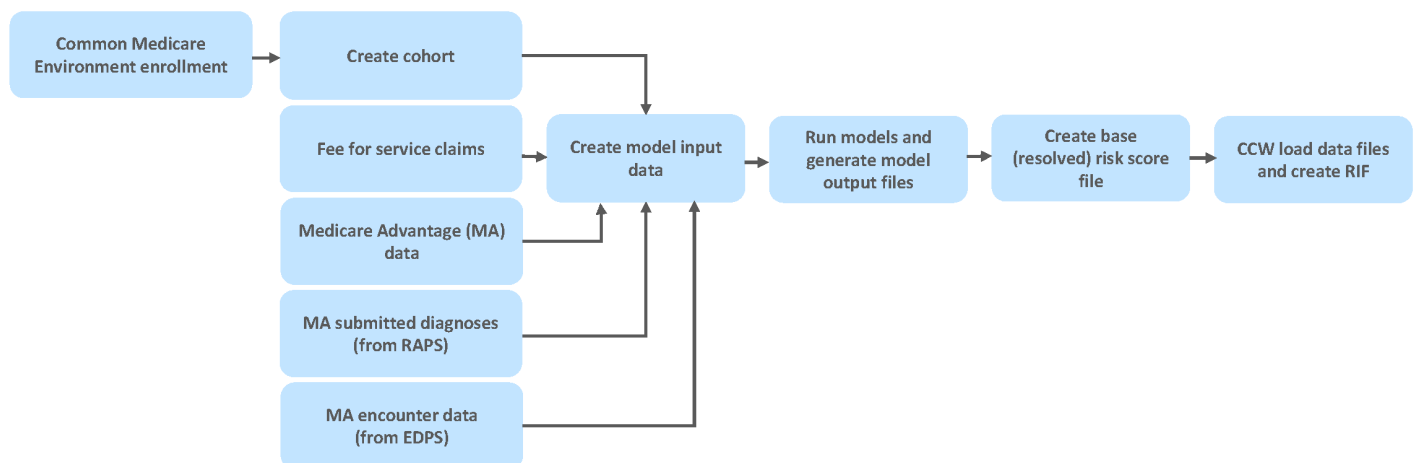 Common Medicare
Environment enrollment
Create cohort
Fee for service claims
Medicare Advantage (MA)
data
MA submitted diagnoses
(from RAPS)
MA encounter data
(from EDPS)
Create model input
data
Run models and
generate model
output files
Create base
(resolved) risk score
file
CCW load data files
and create RIF